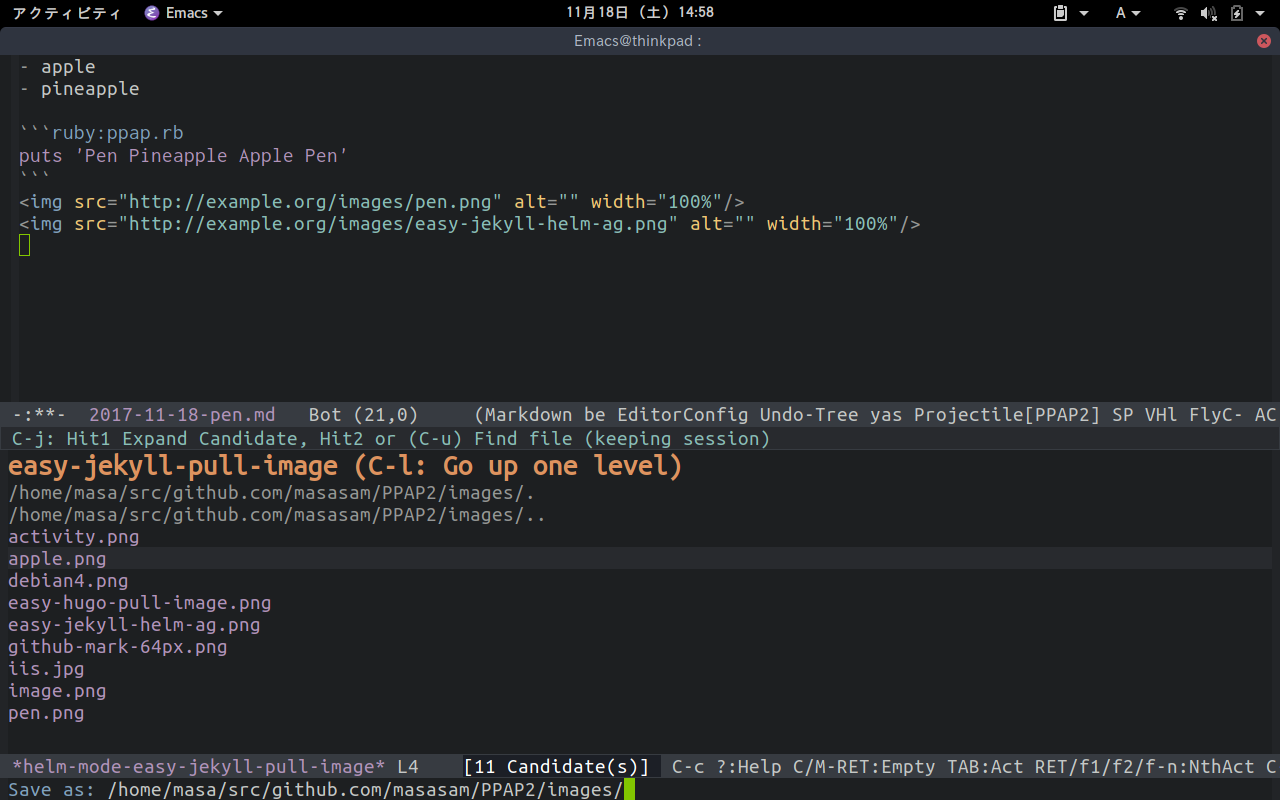 アクティビティ Emacs 11月18日（土）14:58 A
Emacs@thinkpad :
- apple
- pineapple
```ruby:ppap.rb
puts 'Pen Pineapple Apple Pen'
```
<img src="http://example.org/images/pen.png" alt="" width="100%"/>
<img src="http://example.org/images/easy-jekyll-helm-ag.png" alt="" width="100%"/>
-:**- 2017-11-18-pen.md Bot (21,0) (Markdown be EditorConfig Undo-Tree yas Projectile[PPAP2] SP VHl FlyC- AC
C-j: Hit1 Expand Candidate, Hit2 or (C-u) Find file (keeping session)
easy-jekyll-pull-image (C-l: Go up one level)
/home/masa/src/github.com/masasam/PPAP2/images/.
/home/masa/src/github.com/masasam/PPAP2/images/..
activity.png
apple.png
debian4.png
easy-hugo-pull-image.png
easy-jekyll-helm-ag.png
github-mark-64px.png
iis.jpg
image.png
pen.png
*helm-mode-easy-jekyll-pull-image* L4 [11 Candidate(s)] C-c ?:Help C/M-RET:Empty TAB:Act RET/f1/f2/f-n:NthAct C
Save as: /home/masa/src/github.com/masasam/PPAP2/images/